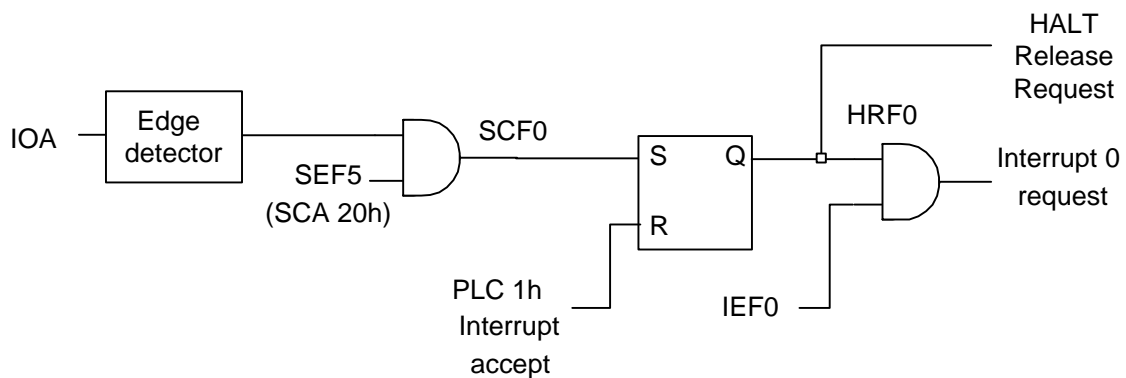 HALT
Release
Request
Edge
detector
IOA
SCF0
HRF0
SEF5
(SCA 20h)
S Q
R
Interrupt 0
request
PLC 1h
Interrupt
accept
IEF0